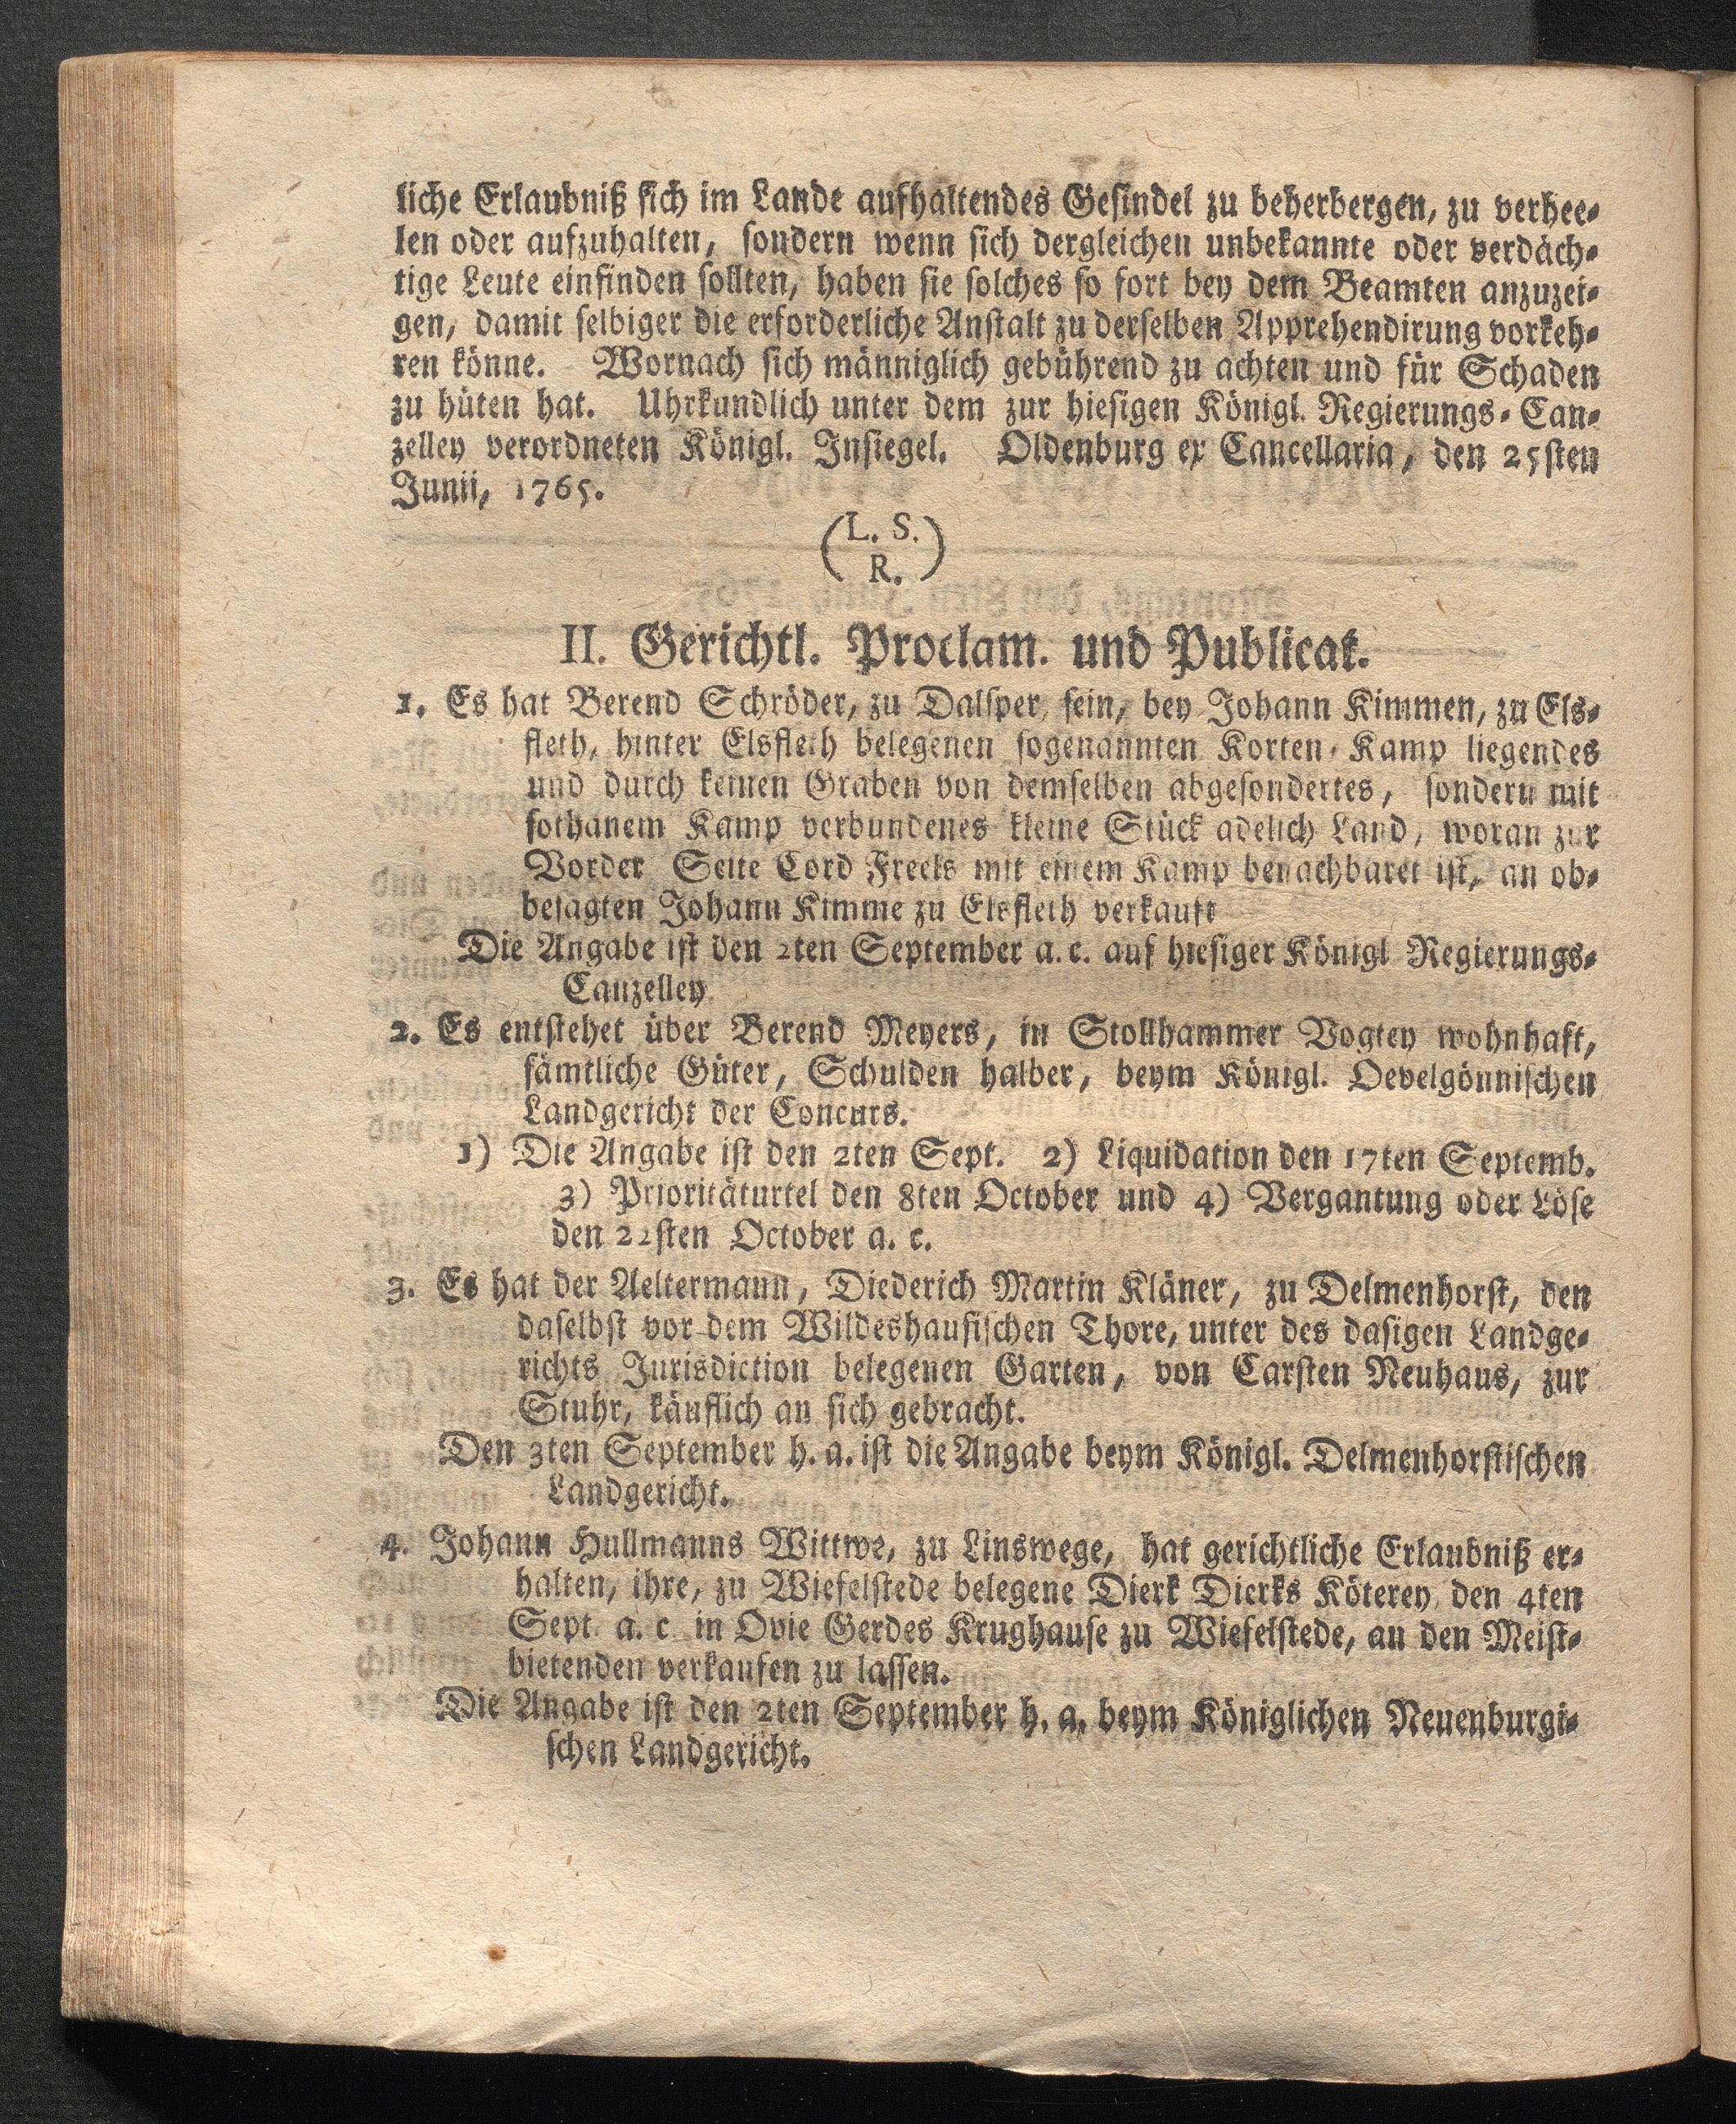 liche Erlaubniß sich im Lande aufhaltendes Gesindel zu beherbergen, zu verhee-
len oder aufzuhalten, sondern wenn sich dergleichen unbekannte oder verdäch-
tige Leute einfinden sollten, haben sie solches so fort bey dem Beamten anzuzei-
gen, damit selbiger die erforderliche Anstalt zu derselben Apprehendirung vorkeh-
ren könne. Wornach sich männiglich gebührend zu achten und für Schaden
zu hüten hat. Uhrkundlich unter dem zur hiesigen Königl. Regierungs-Can-
zelley verordneten Königl. Insiegel. Oldenburg ex Cancellaria, den 25sten
Junii, 1765.
(L. S.
R.)
II. Gerichtl. Proclam. und Publicat.
1. Es hat Berend Schröder, zu Dalsper, sein, bey Johann Kimmen, zu Els-
fleth, hinter Elsfleth belegenen sogenannten Korten-Kamp liegendes
und durch keinen Graben von demselben abgesondertes, sondern mit
sothanem Kamp verbundenes kleine Stück adelich Land, woran zur
Vorder Seite Cord Freels mit einem Kamp benachbaret ist, an ob-
besagten Johann Kimme zu Elsfleth verkauft
Die Angabe ist den 2ten September a. c. auf hiesiger Königl Regierungs-
Canzelley.
2. Es entstehet über Berend Meyers, in Stollhammer Vogtey wohnhaft,
sämtliche Güter, Schulden halber, beym Königl. Oevelgönnischen
Landgericht der Concurs.
1) Die Angabe ist den 2ten Sept. 2) Liquidation den 17ten Septemb.
3) Prioritäturtel den 8ten October und 4) Vergantung oder Löse
den 22sten October a. c.
3. Es hat der Aeltermann, Diederich Martin Kläner, zu Delmenhorst, den
daselbst vor dem Wildeshausischen Thore, unter des dasigen Landge-
richts Jurisdiction belegenen Garten, von Carsten Neuhaus, zur
Stuhr, käuflich an sich gebracht.
Den 3ten September h. a. ist die Angabe beym Königl. Delmenhorstischen
Landgericht.
4. Johann Hullmanns Wittwe, zu Linswege, hat gerichtliche Erlaubniß er-
halten, ihre, zu Wiefelstede belegene Dierk Dierks Köterey, den 4ten
Sept. a. c. in Ovie Gerdes Krughause zu Wiefelstede, an den Meist-
bietenden verkaufen zu lassen.
Die Angabe ist den 2ten September h. a. beym Königlichen Neuenburgi-
schen Landgericht.